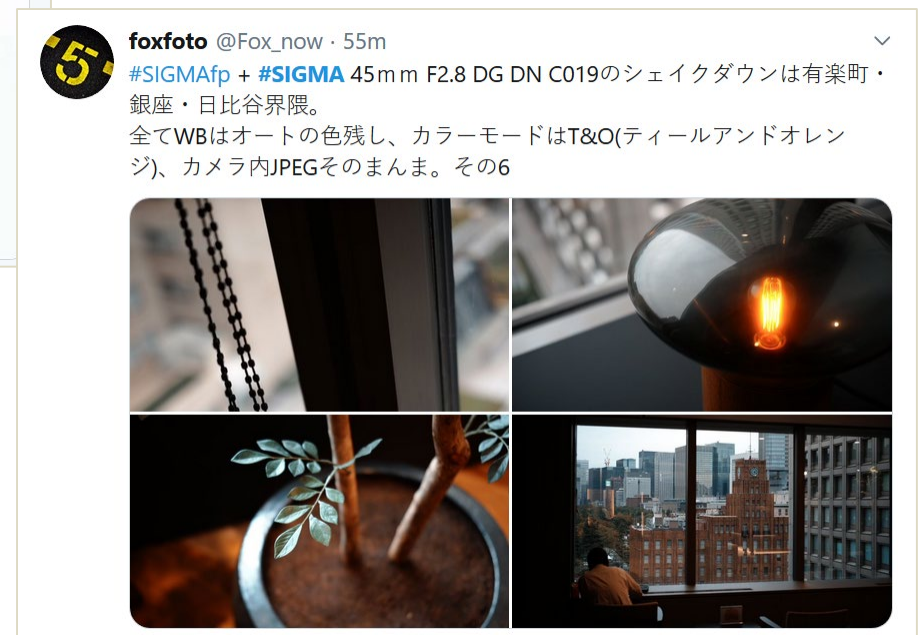 foxfoto @Fox_now · 55m
#SIGMAfp + #SIGMA 45ｍｍ F2.8 DG DN C019のシェイクダウンは有楽町・
銀座・日比谷界隈。
全てWBはオートの色残し、カラーモードはT&O(ティールアンドオレン
ジ)、カメラ内JPEGそのまんま。その6
5